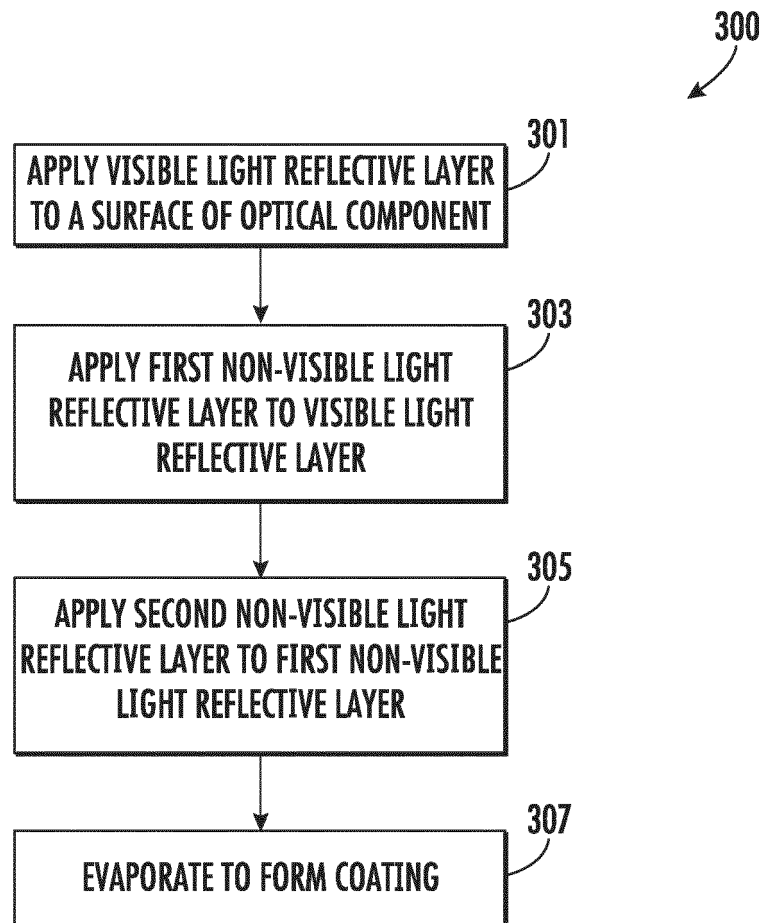 300
301
APPLY VISIBLE LIGHT REFLECTIVE LAYER
TO A SURFACE OF OPTICAL COMPONENT
303
APPLY FIRST NON-VISIBLE LIGHT
REFLECTIVE LAYER TO VISIBLE LIGHT
REFLECTIVE LAYER
305
APPLY SECOND NON-VISIBLE LIGHT
REFLECTIVE LAYER TO FIRST NON-VISIBLE
LIGHT REFLECTIVE LAYER
307
EVAPORATE TO FORM COATING